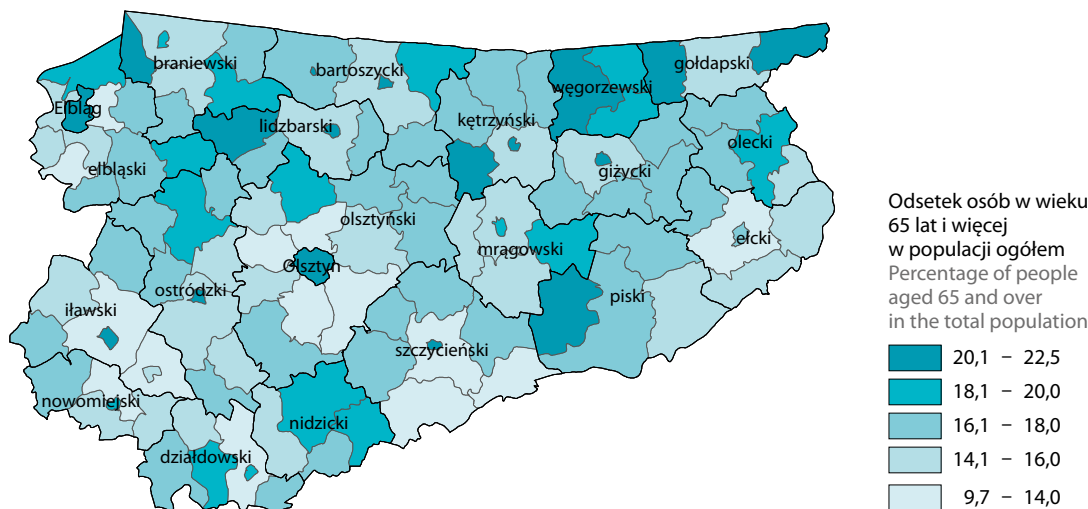 braniewski
bartoszycki
gołdapski
węgorzewski
Elbląg
lidzbarski
kętrzyński
olecki
elbląski
giżycki
olsztyński
mrągowski
ełcki
Olsztyn
ostródzki
piski
iławski
szczycieński
nowomiejski
nidzicki
działdowski
Odsetek osób w wieku
65 lat i więcej
w populacji ogółem
Percentage of people
aged 65 and over
in the total population
20,1 – 22,5
18,1 – 20,0
16,1 – 18,0
14,1 – 16,0
9,7 – 14,0